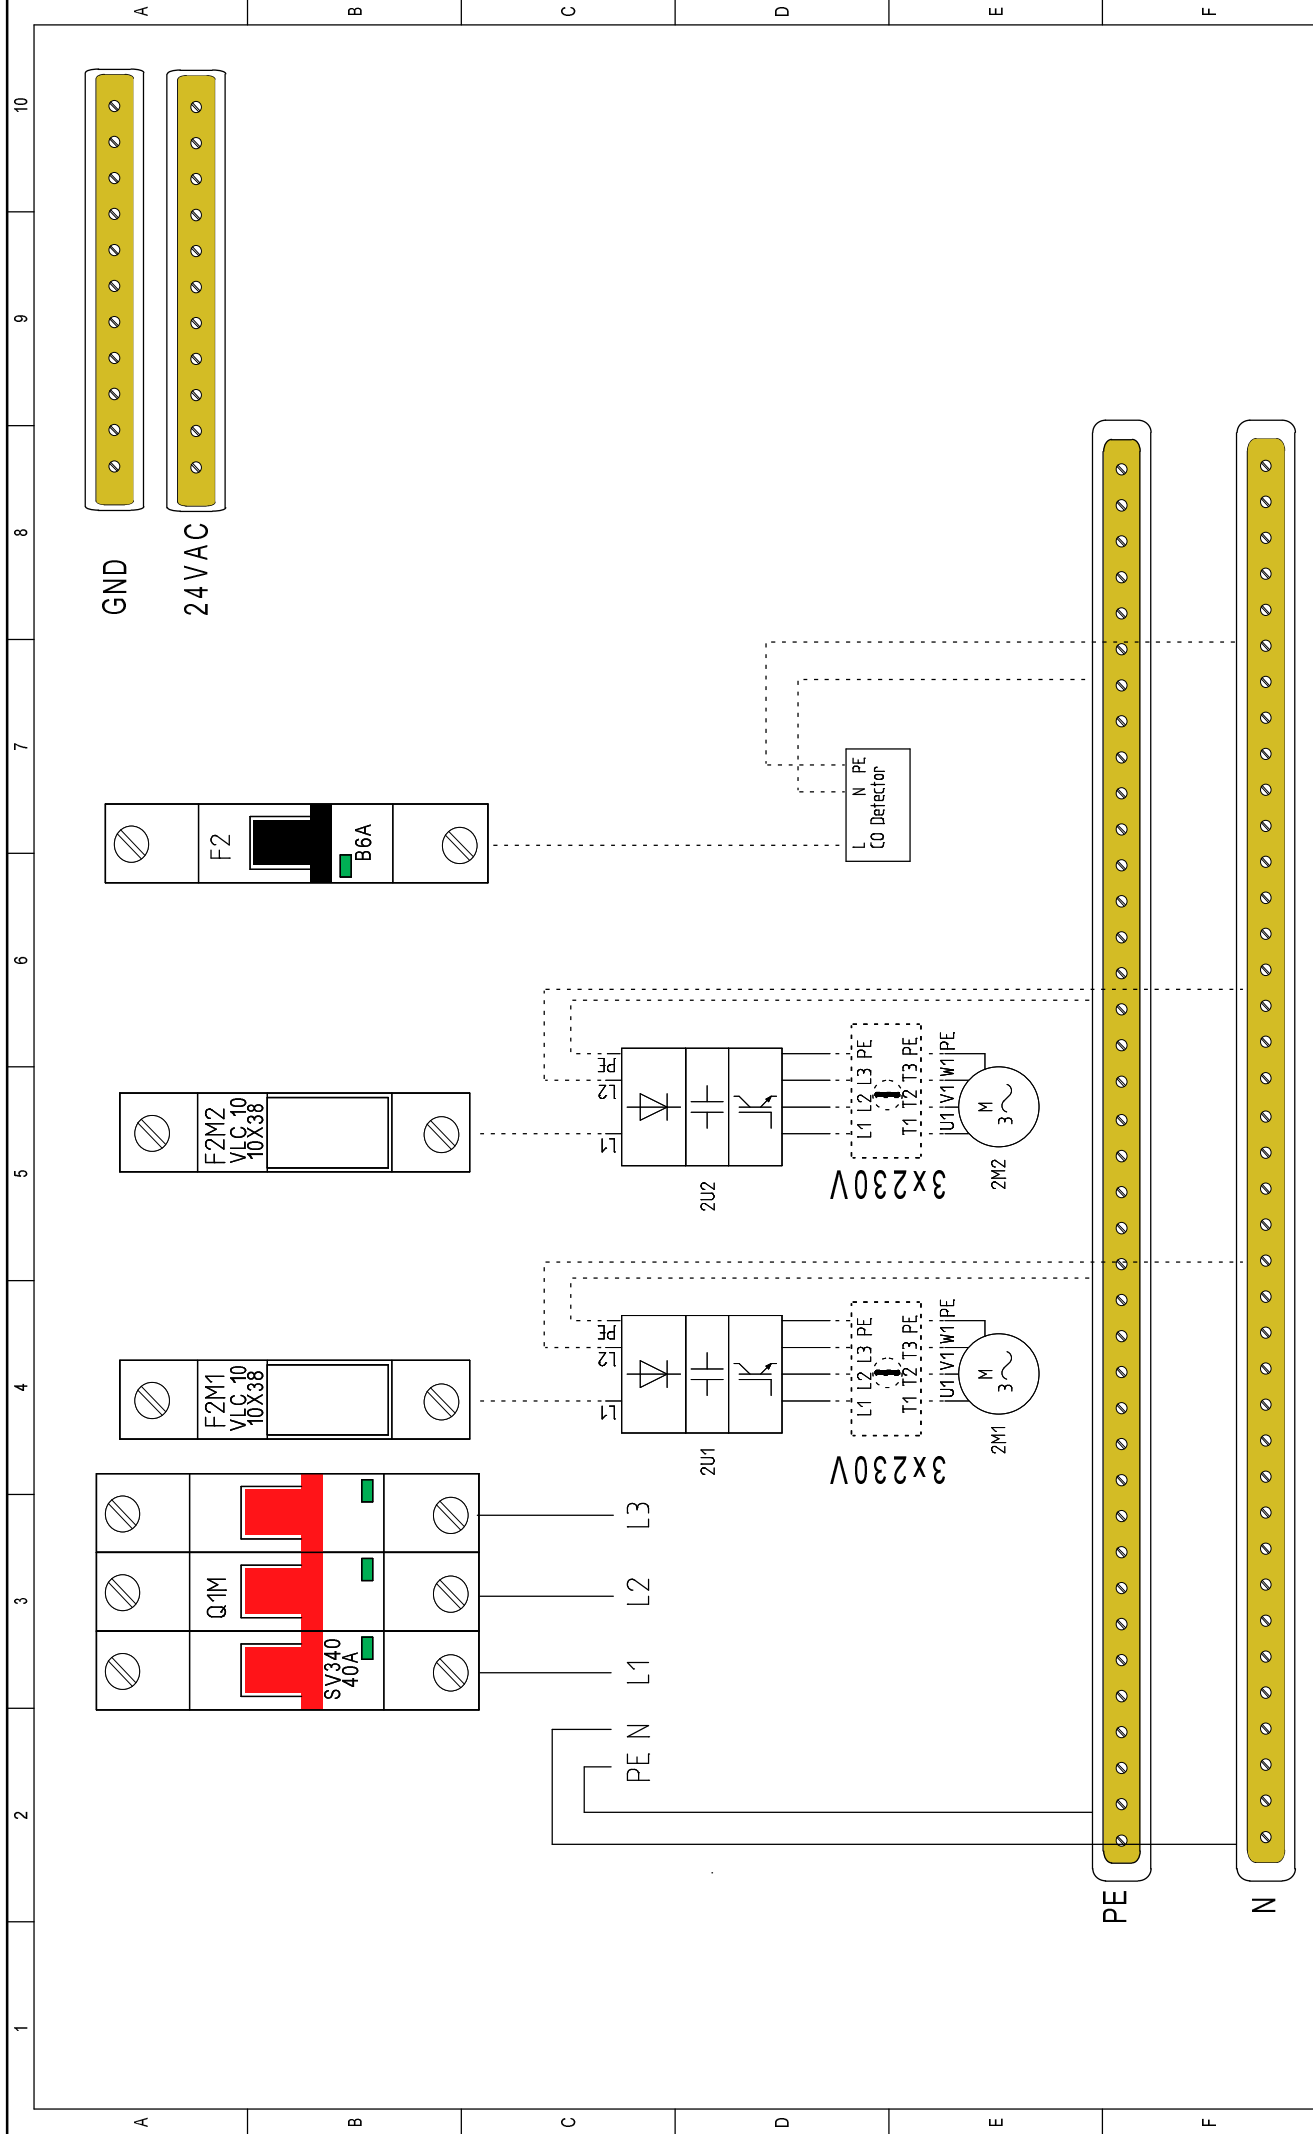 A
B
C
D
E
F
10
9
8
7
6
5
4
3
2
1
GND
24VAC
F2
B6A
L N PE
CO Detector
F2M2
VLC 10
10X38
L1 L2 PE
2U2
3x230V
L1 L2 L3 PE
T1 T2 T3 PE
U1 V1 W1 PE
M
3
2M2
F2M1
VLC 10
10X38
L1 L2 PE
2U1
3x230V
L1 L2 L3 PE
T1 T2 T3 PE
U1 V1 W1 PE
M
3
2M1
Q1M
SV340
40A
PE N L1 L2 L3
PE
N
A
B
C
D
E
F